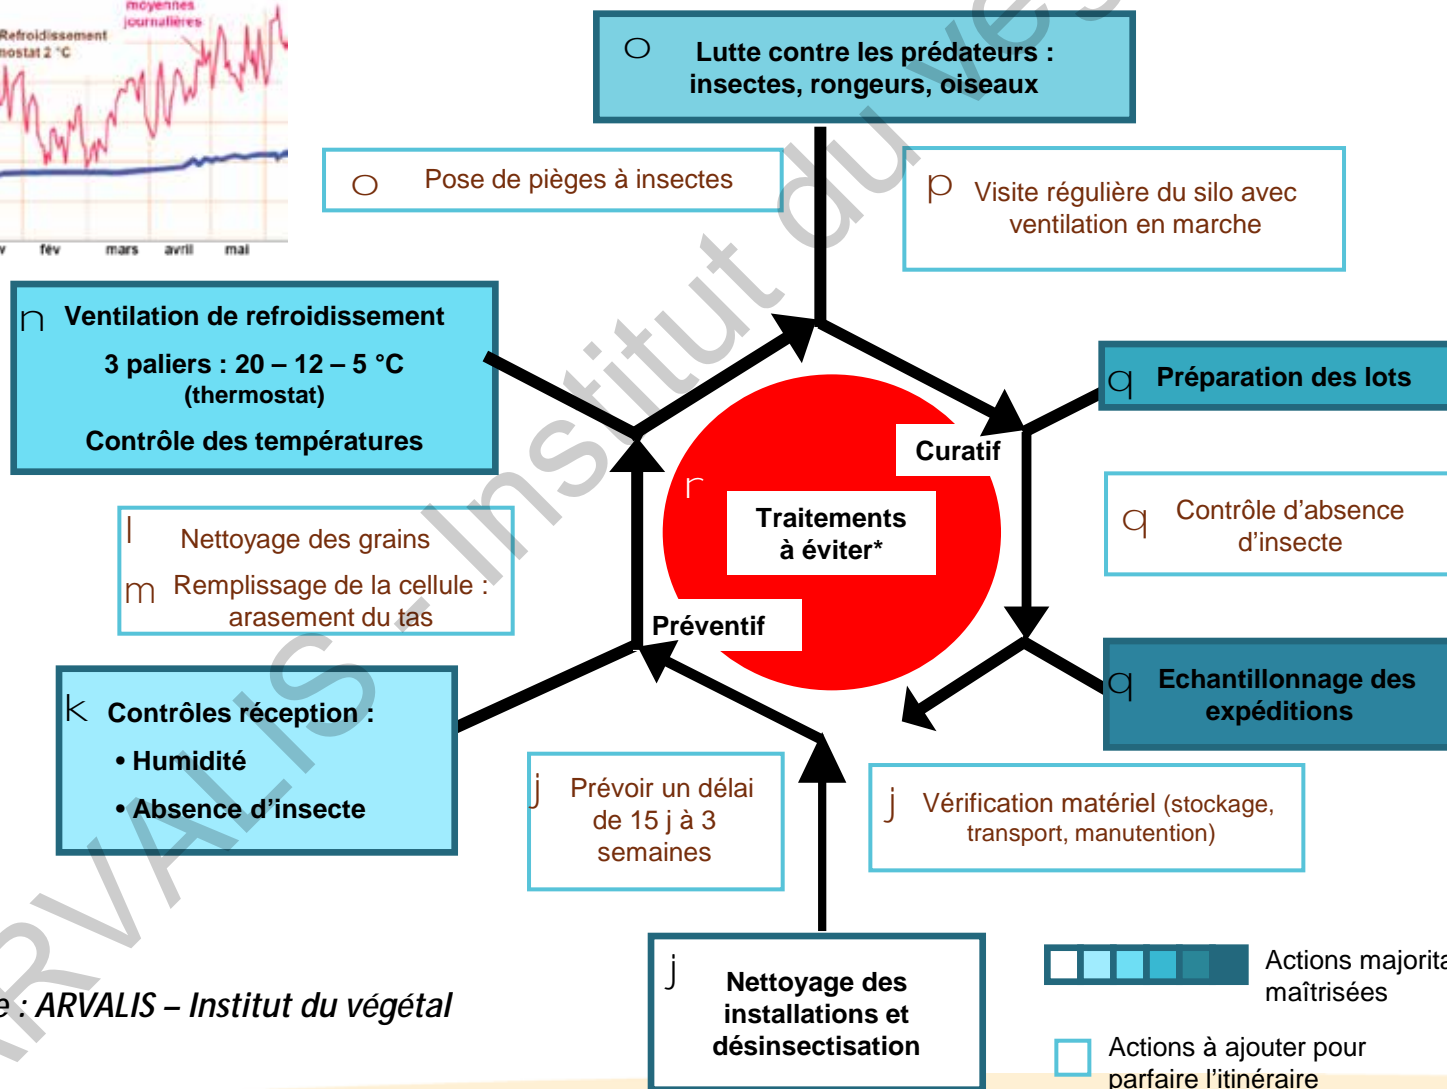 moyennes
journalières
Refroidissement
2 °C
fév mars avril mai
o Lutte contre les prédateurs :
insectes, rongeurs, oiseaux
o Pose de pièges à insectes
p Visite régulière du silo avec
ventilation en marche
n Ventilation de refroidissement
3 paliers : 20 – 12 – 5 °C
(thermostat)
Contrôle des températures
q Préparation des lots
Curatif
r
Traitements
à éviter*
q Contrôle d’absence
d’insecte
l Nettoyage des grains
m Remplissage de la cellule :
arasement du tas
Préventif
k Contrôles réception :
• Humidité
• Absence d’insecte
q Echantillonnage des
expéditions
j Prévoir un délai
de 15 j à 3
semaines
j Vérification matériel (stockage,
transport, manutention)
j Nettoyage des
installations et
désinsectisation
Actions
maîtrisées
Actions à ajouter pour
parfaire l’itinéraire
: ARVALIS – Institut du végétal
ARVALIS - Institut du